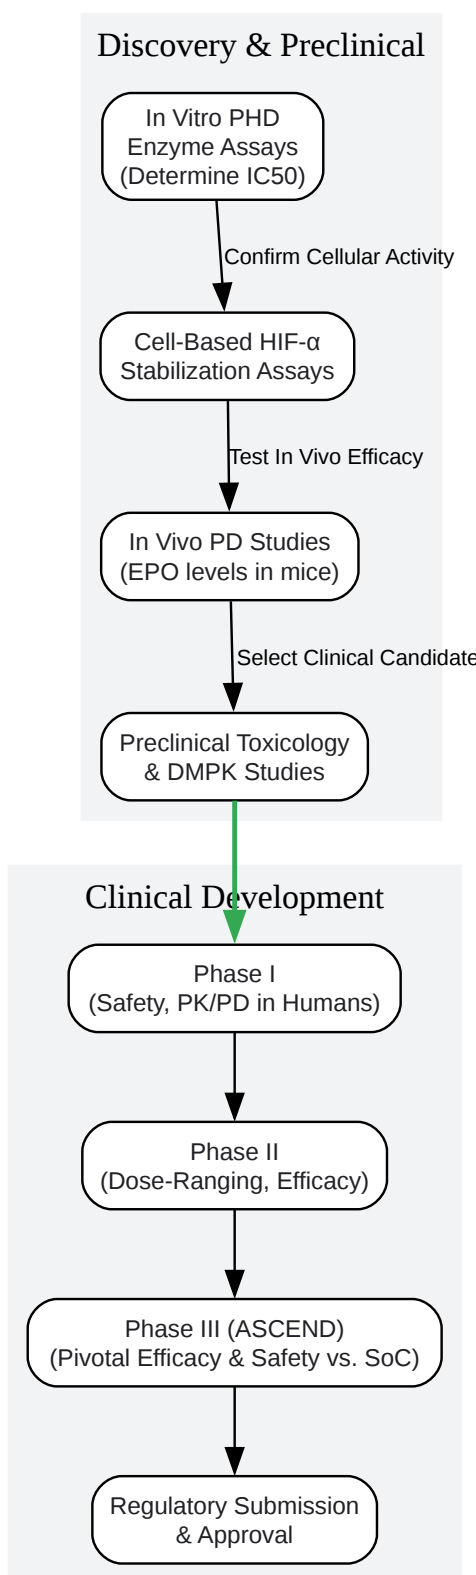 Discovery & Preclinical
In Vitro PHD
Enzyme Assays
(Determine IC50)
Confirm Cellular Activity
Cell-Based HIF-α
Stabilization Assays
Test In Vivo Efficacy
In Vivo PD Studies
(EPO levels in mice)
Select Clinical Candidate
Preclinical Toxicology
& DMPK Studies
Clinical Development
Phase I
(Safety, PK/PD in Humans)
Phase II
(Dose-Ranging, Efficacy)
Phase III (ASCEND)
(Pivotal Efficacy & Safety vs. SoC)
Regulatory Submission
& Approval